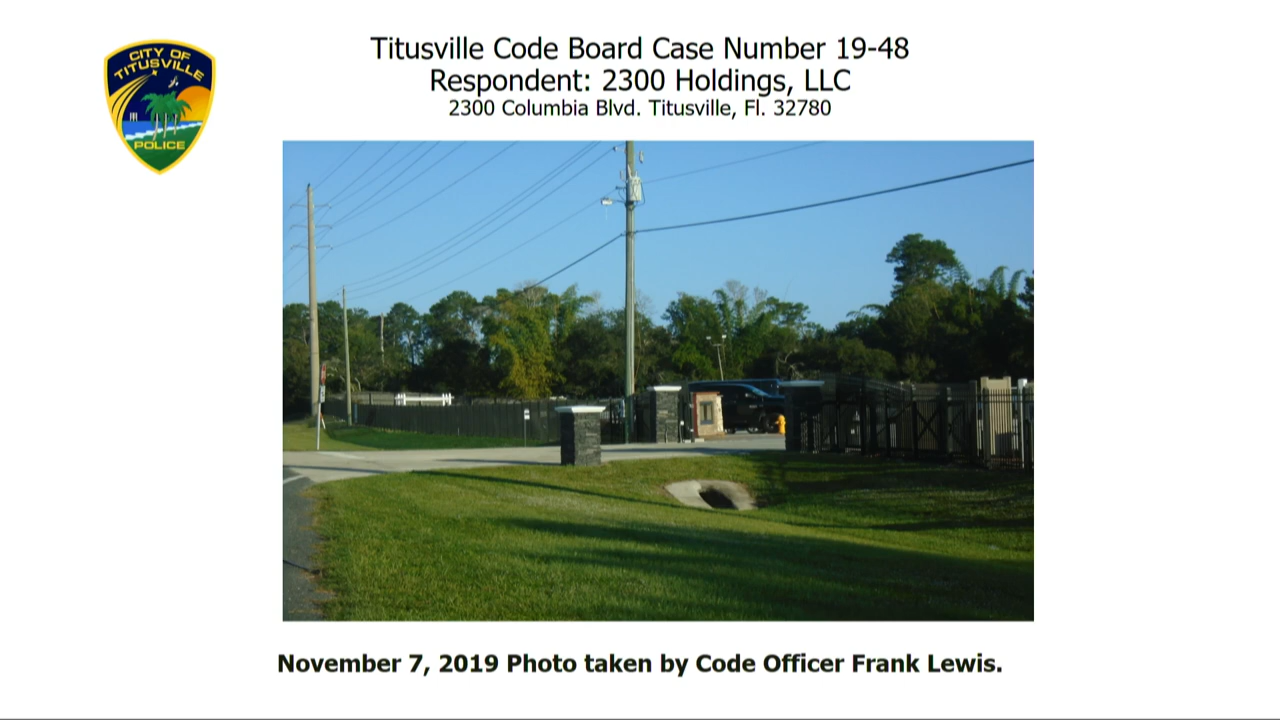 Titusville Code Board Case Number 19-48
Respondent: 2300 Holdings, LLC
2300 Columbia Blvd. Titusville, Fl. 32780
CITY OF
TITUSVILLE
POLICE
November 7, 2019 Photo taken by Code Officer Frank Lewis.